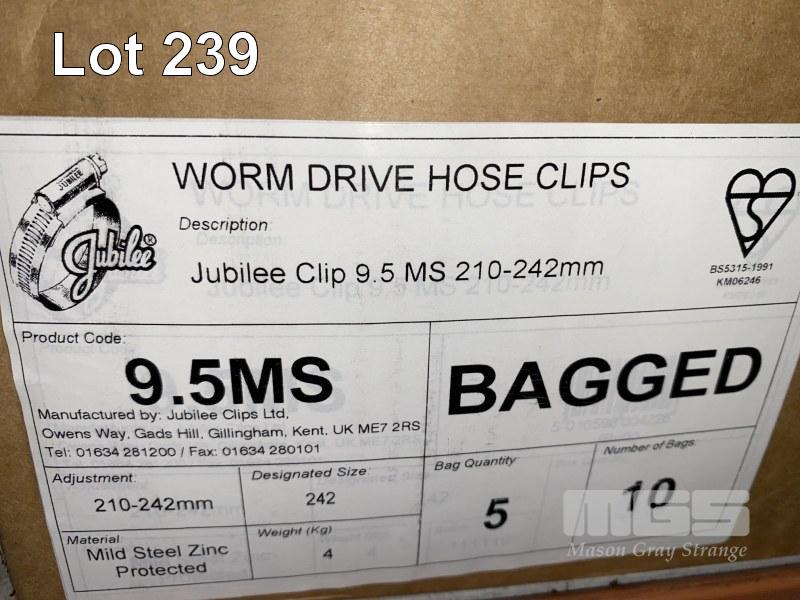 Lot 239
JUBILEE
Jubilee®
WORM DRIVE HOSE CLIPS
Description:
Jubilee Clip 9.5 MS 210-242mm
BS5315-1991
KM06246
Product Code:
9.5MS
BAGGED
Manufactured by: Jubilee Clips Ltd,
Owens Way, Gads Hill, Gillingham, Kent. UK ME7 2RS
Tel: 01634 281200 / Fax: 01634 280101
Adjustment:
210-242mm
Designated Size:
242
Bag Quantity:
5
Number of Bags:
10
Material
Mild Steel Zinc
Protected
Weight (Kg)
4
MGS
Mason Gray Strange